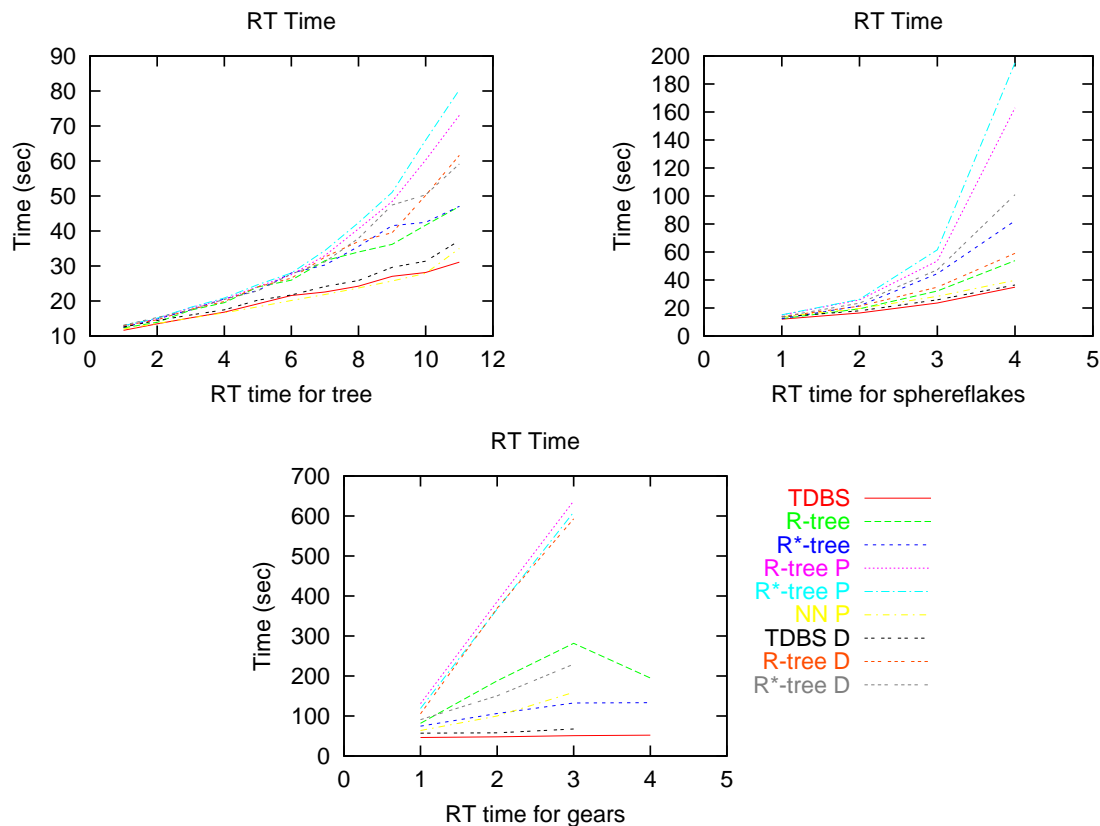 RT Time
90
80
70
60
50
40
30
20
10
Time (sec)
0 2 4 6 8 10 12
RT time for tree
RT Time
200
180
160
140
120
100
80
60
40
20
0
Time (sec)
0 1 2 3 4 5
RT time for sphereflakes
RT Time
700
600
500
400
300
200
100
0
Time (sec)
0 1 2 3 4 5
RT time for gears
TDBS
R-tree
R*-tree
R-tree P
R*-tree P
NN P
TDBS D
R-tree D
R*-tree D